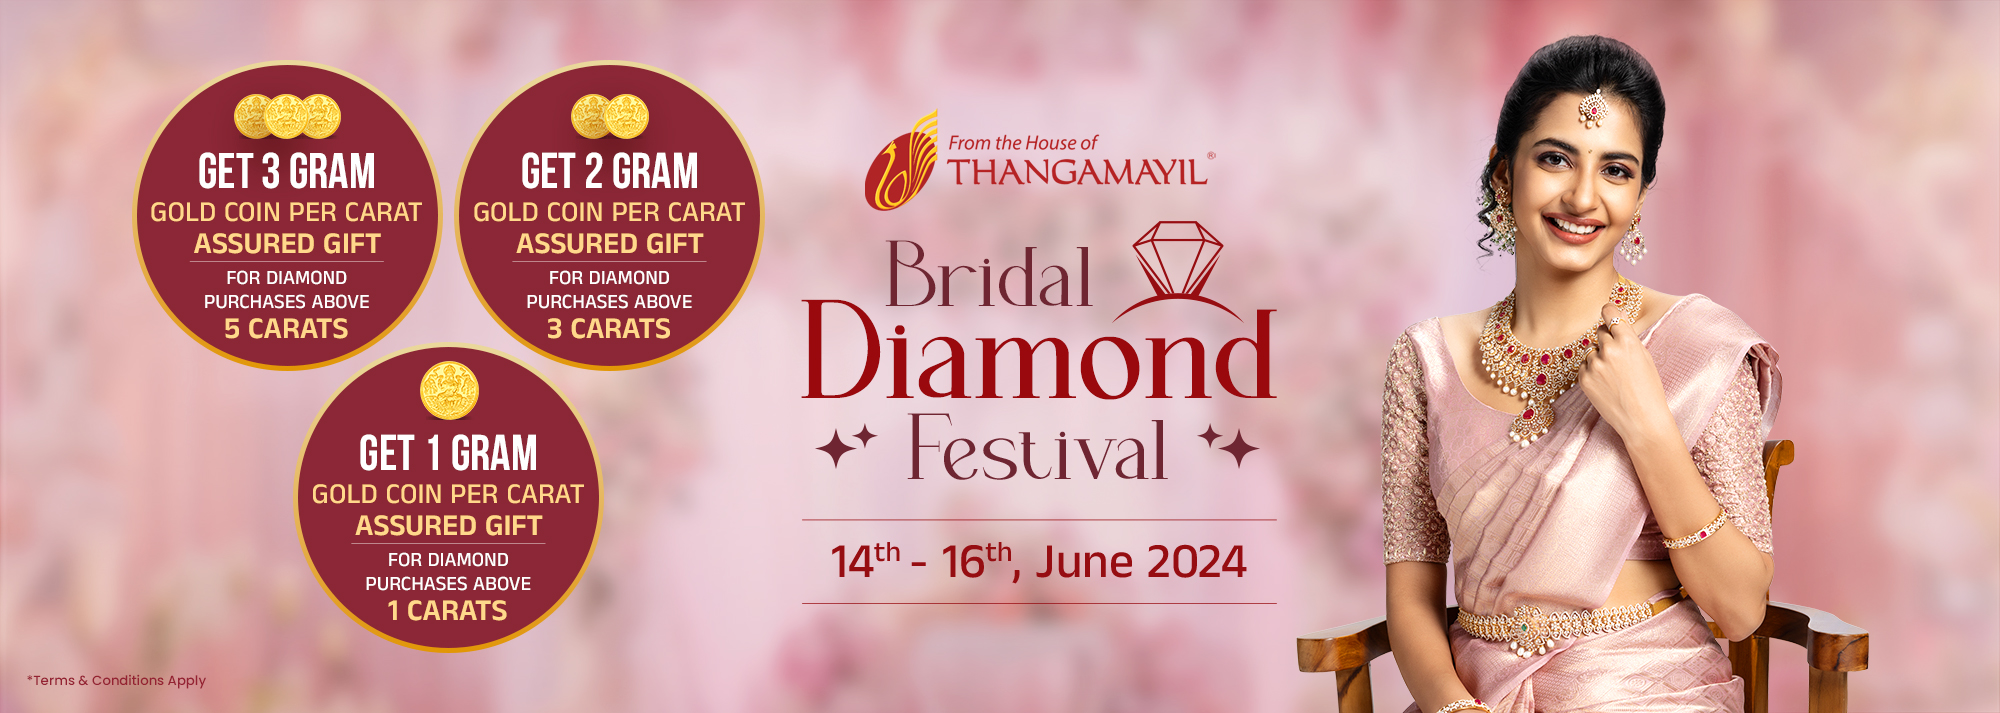 GET 3 GRAM
GOLD COIN PER CARAT
ASSURED GIFT
FOR DIAMOND
PURCHASES ABOVE
5 CARATS
GET 2 GRAM
GOLD COIN PER CARAT
ASSURED GIFT
FOR DIAMOND
PURCHASES ABOVE
3 CARATS
GET 1 GRAM
GOLD COIN PER CARAT
ASSURED GIFT
FOR DIAMOND
PURCHASES ABOVE
1 CARATS
*Terms & Conditions Apply
From the House of
THANGAMAYIL®
Bridal
Diamond
Festival
14th - 16th, June 2024